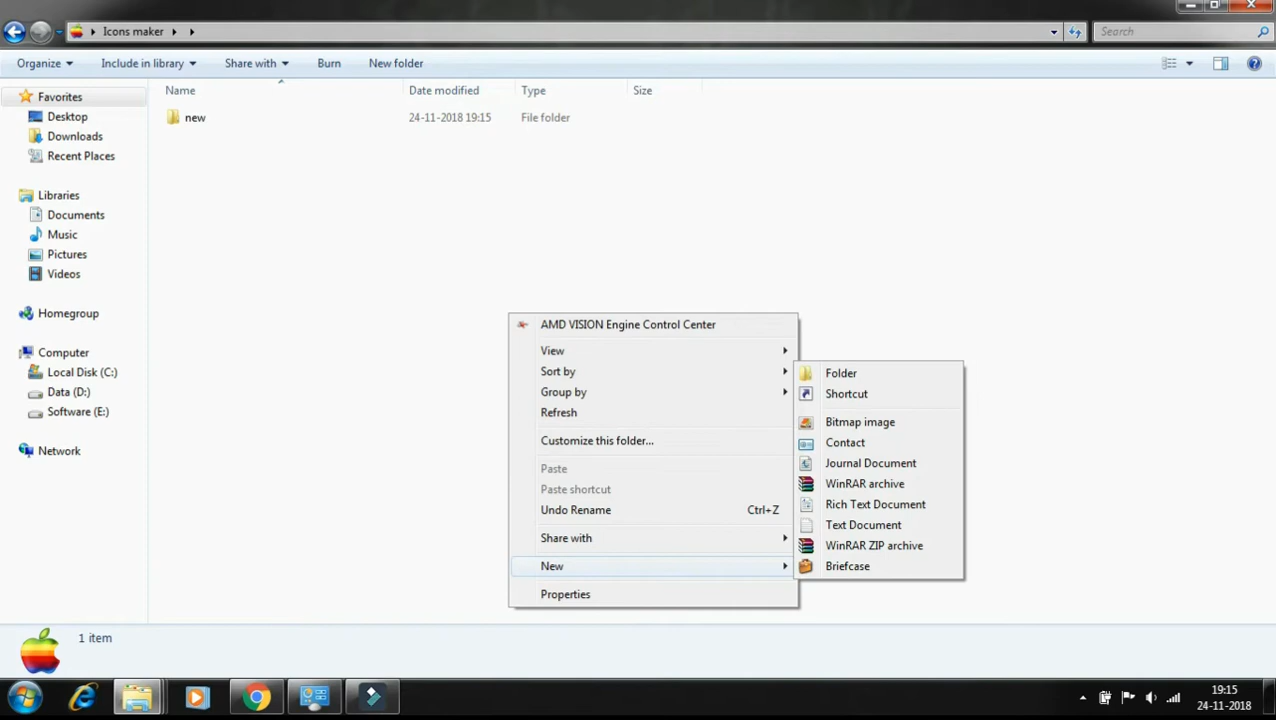 Icons maker
Search
Organize Include in library Share with Burn New folder
Name Date modified Type Size
new 24-11-2018 19:15 File folder
Favorites
Desktop
Downloads
Recent Places
Libraries
Documents
Music
Pictures
Videos
Homegroup
Computer
Local Disk (C:)
Data (D:)
Software (E:)
Network
AMD VISION Engine Control Center
View
Sort by
Group by
Refresh
Customize this folder...
Paste
Paste shortcut
Undo Rename Ctrl+Z
Share with
New
Properties
Folder
Shortcut
Bitmap image
Contact
Journal Document
WinRAR archive
Rich Text Document
Text Document
WinRAR ZIP archive
Briefcase
1 item
19:15
24-11-2018